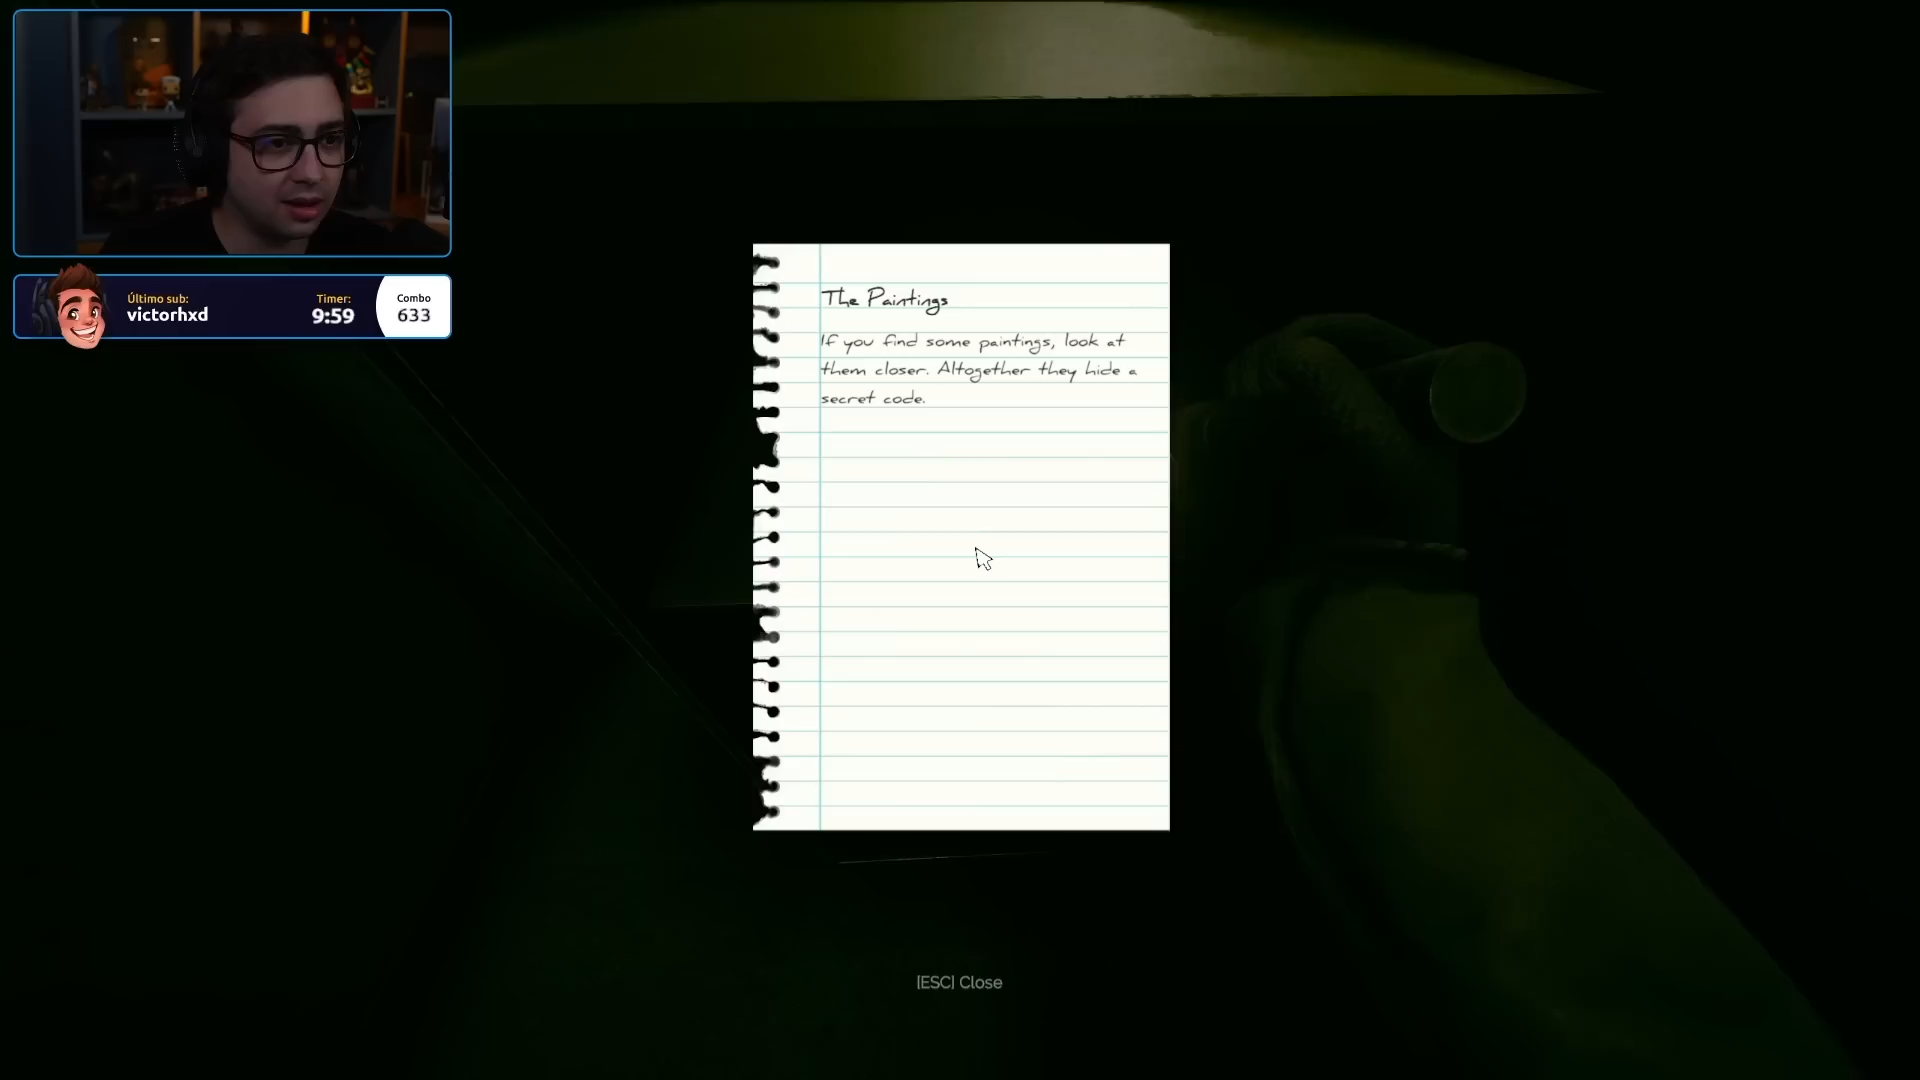 Último sub:
victorhxd
Timer:
9:59
Combo
633
The Paintings
If you find some paintings, look at
them closer. Altogether they hide a
secret code.
[ESC] Close